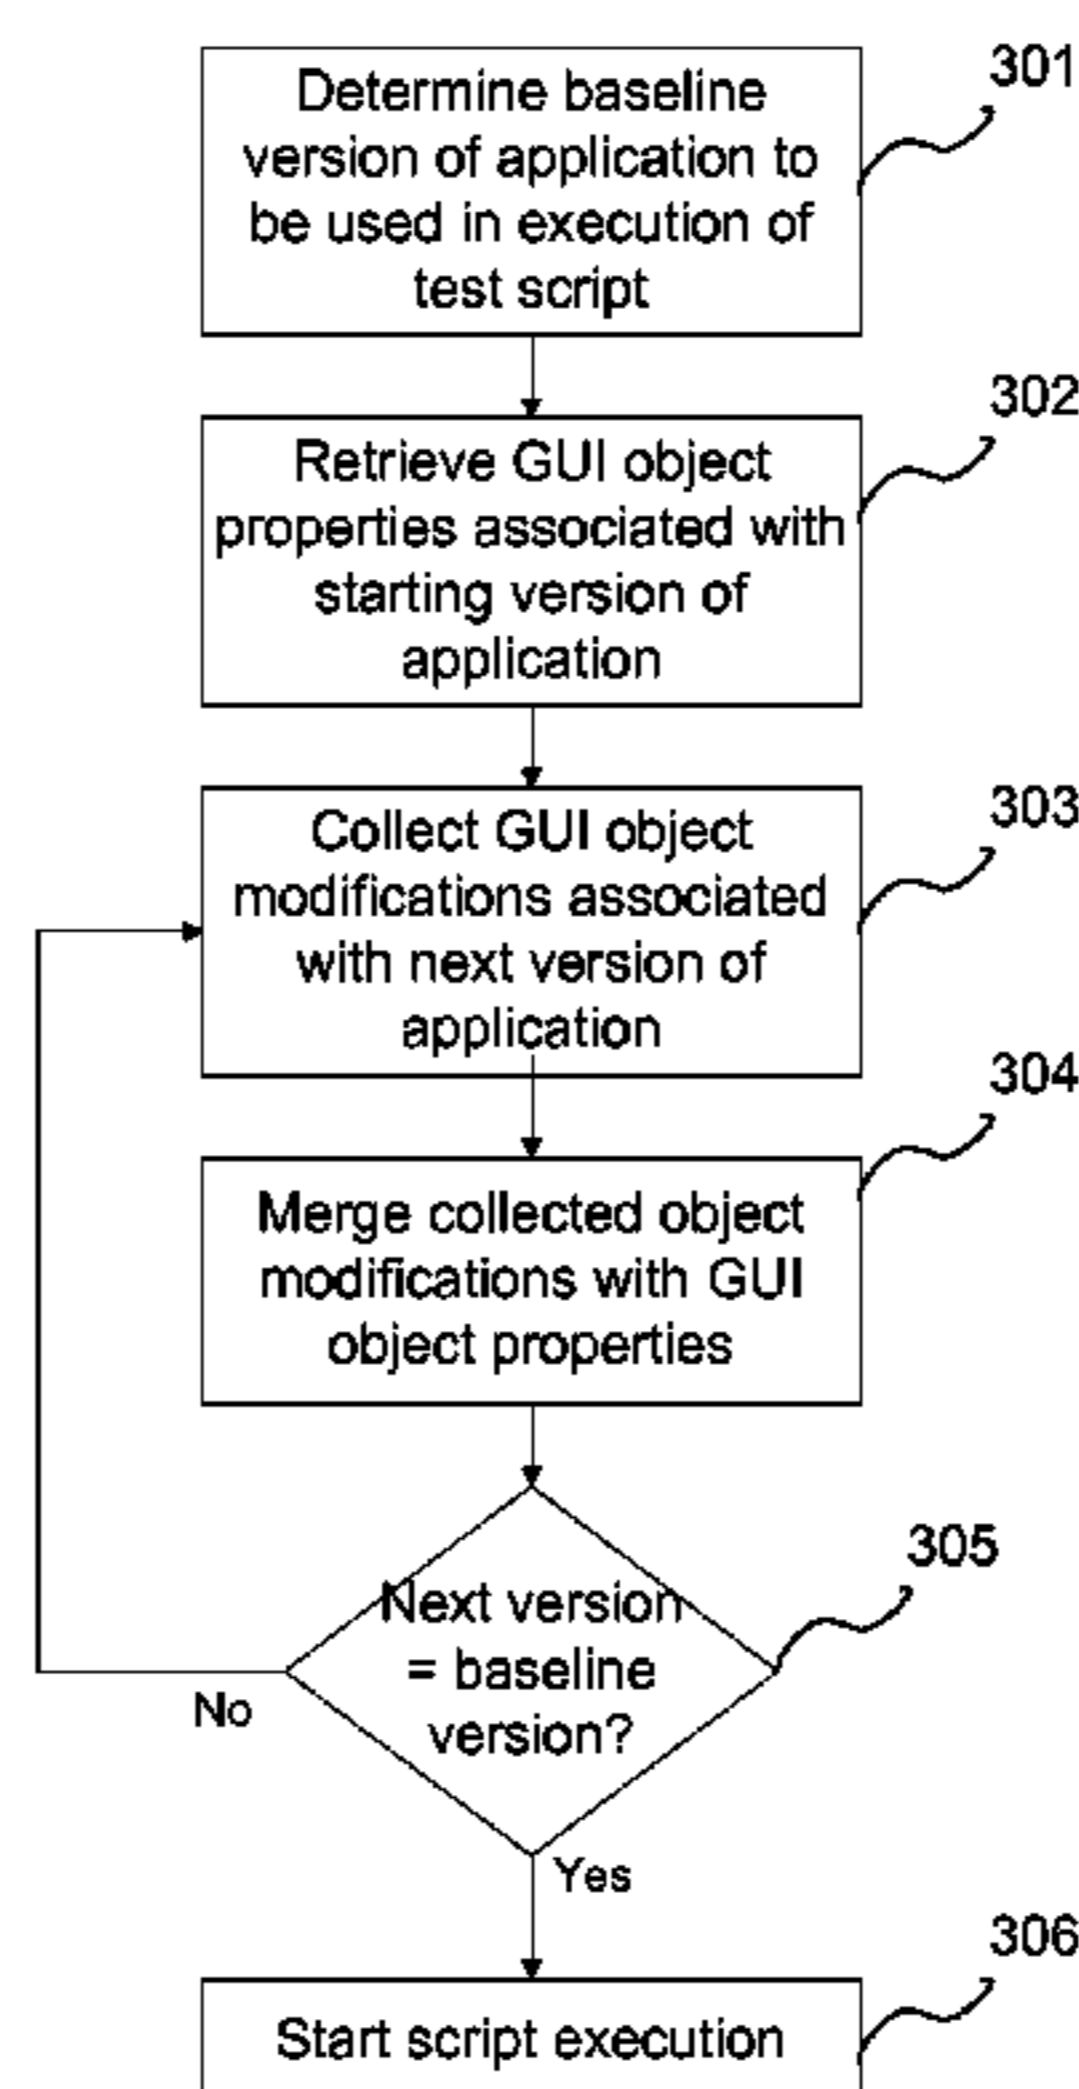 301
Determine baseline
version of application to
be used in execution of
test script
302
Retrieve GUI object
properties associated with
starting version of
application
303
Collect GUI object
modifications associated
with next version of
application
304
Merge collected object
modifications with GUI
object properties
305
Next version
= baseline
version?
No
Yes
306
Start script execution